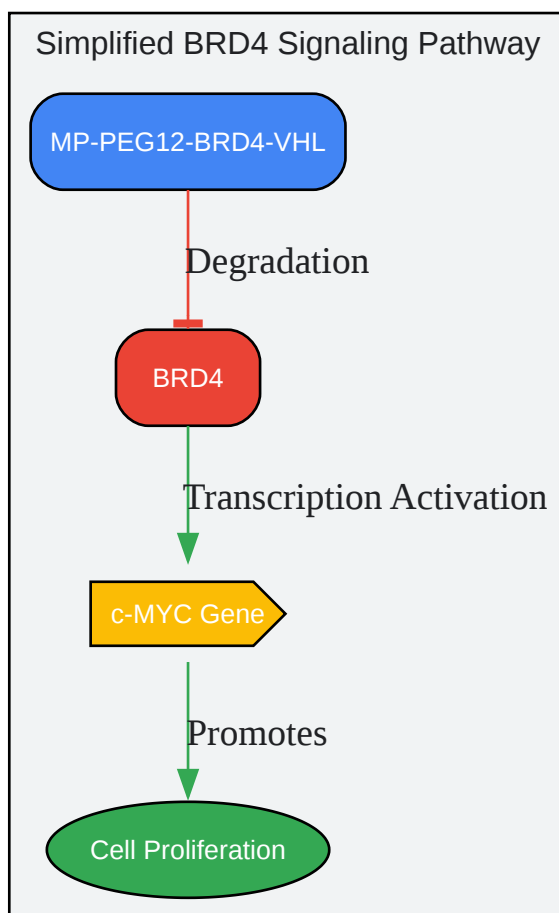 Simplified BRD4 Signaling Pathway
MP-PEG12-BRD4-VHL
Degradation
BRD4
Transcription Activation
c-MYC Gene
Promotes
Cell Proliferation